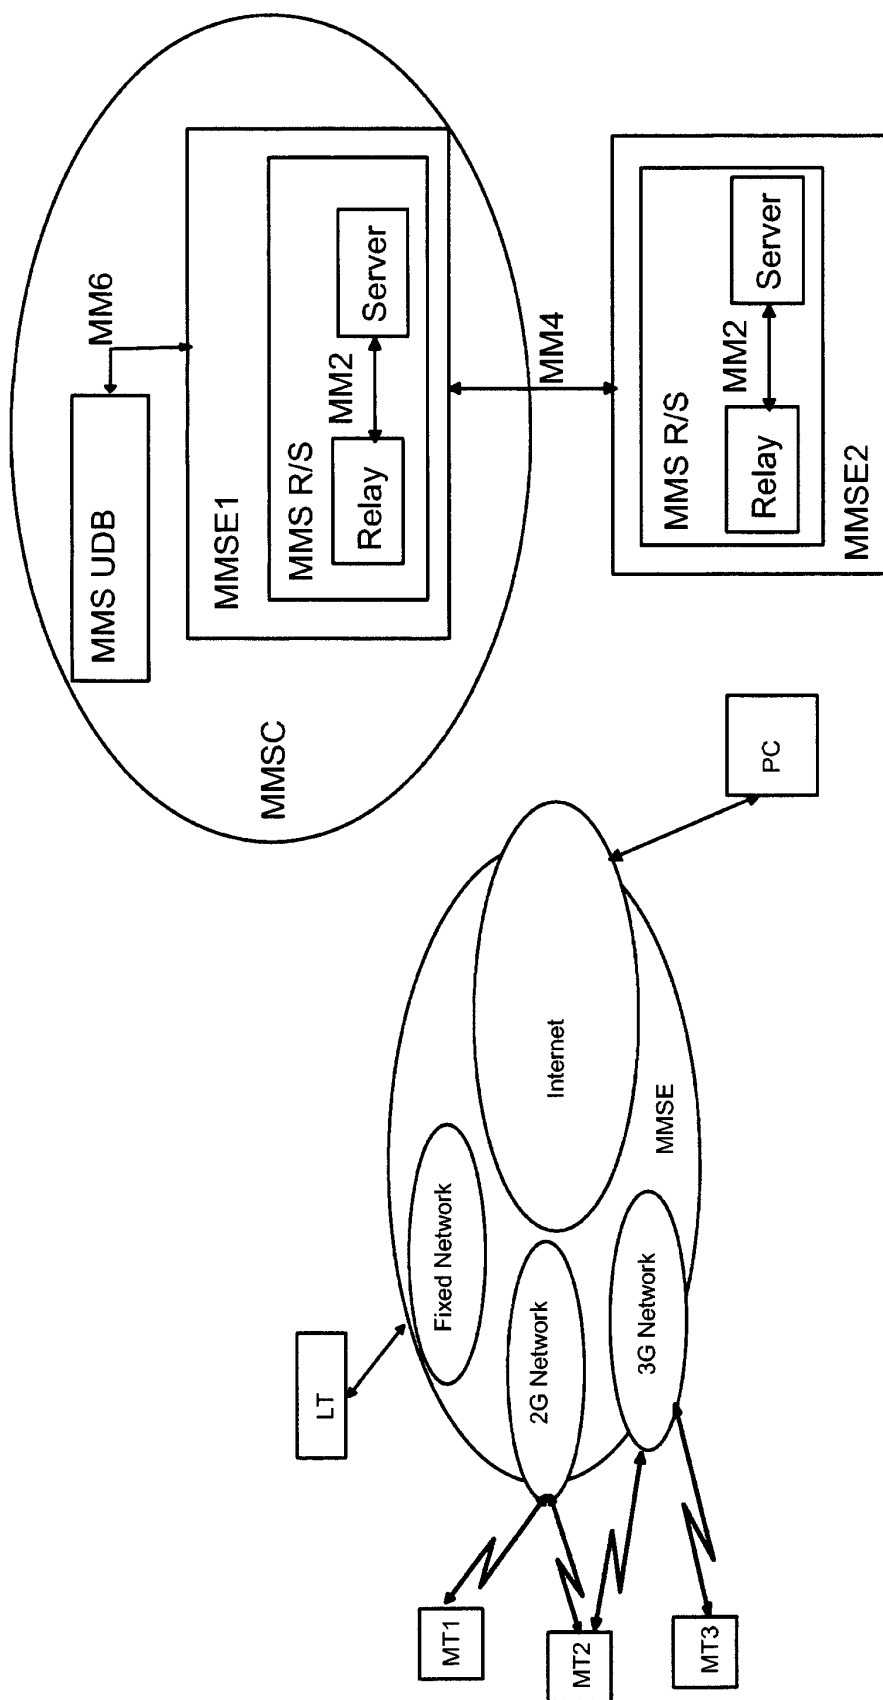 MMS UDB
MM6
MMSE1
MMS R/S
Relay
MM2
Server
MMSC
MM4
MMS R/S
Relay
MM2
Server
MMSE2
LT
Fixed Network
Internet
2G Network
3G Network
MMSE
PC
MT1
MT2
MT3